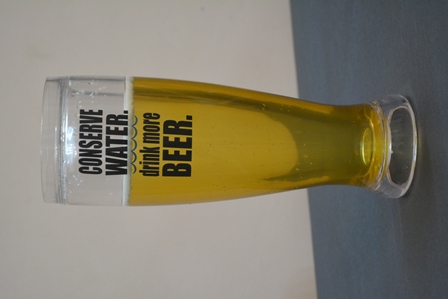 CONSERVE
WATER.
drink more
BEER.